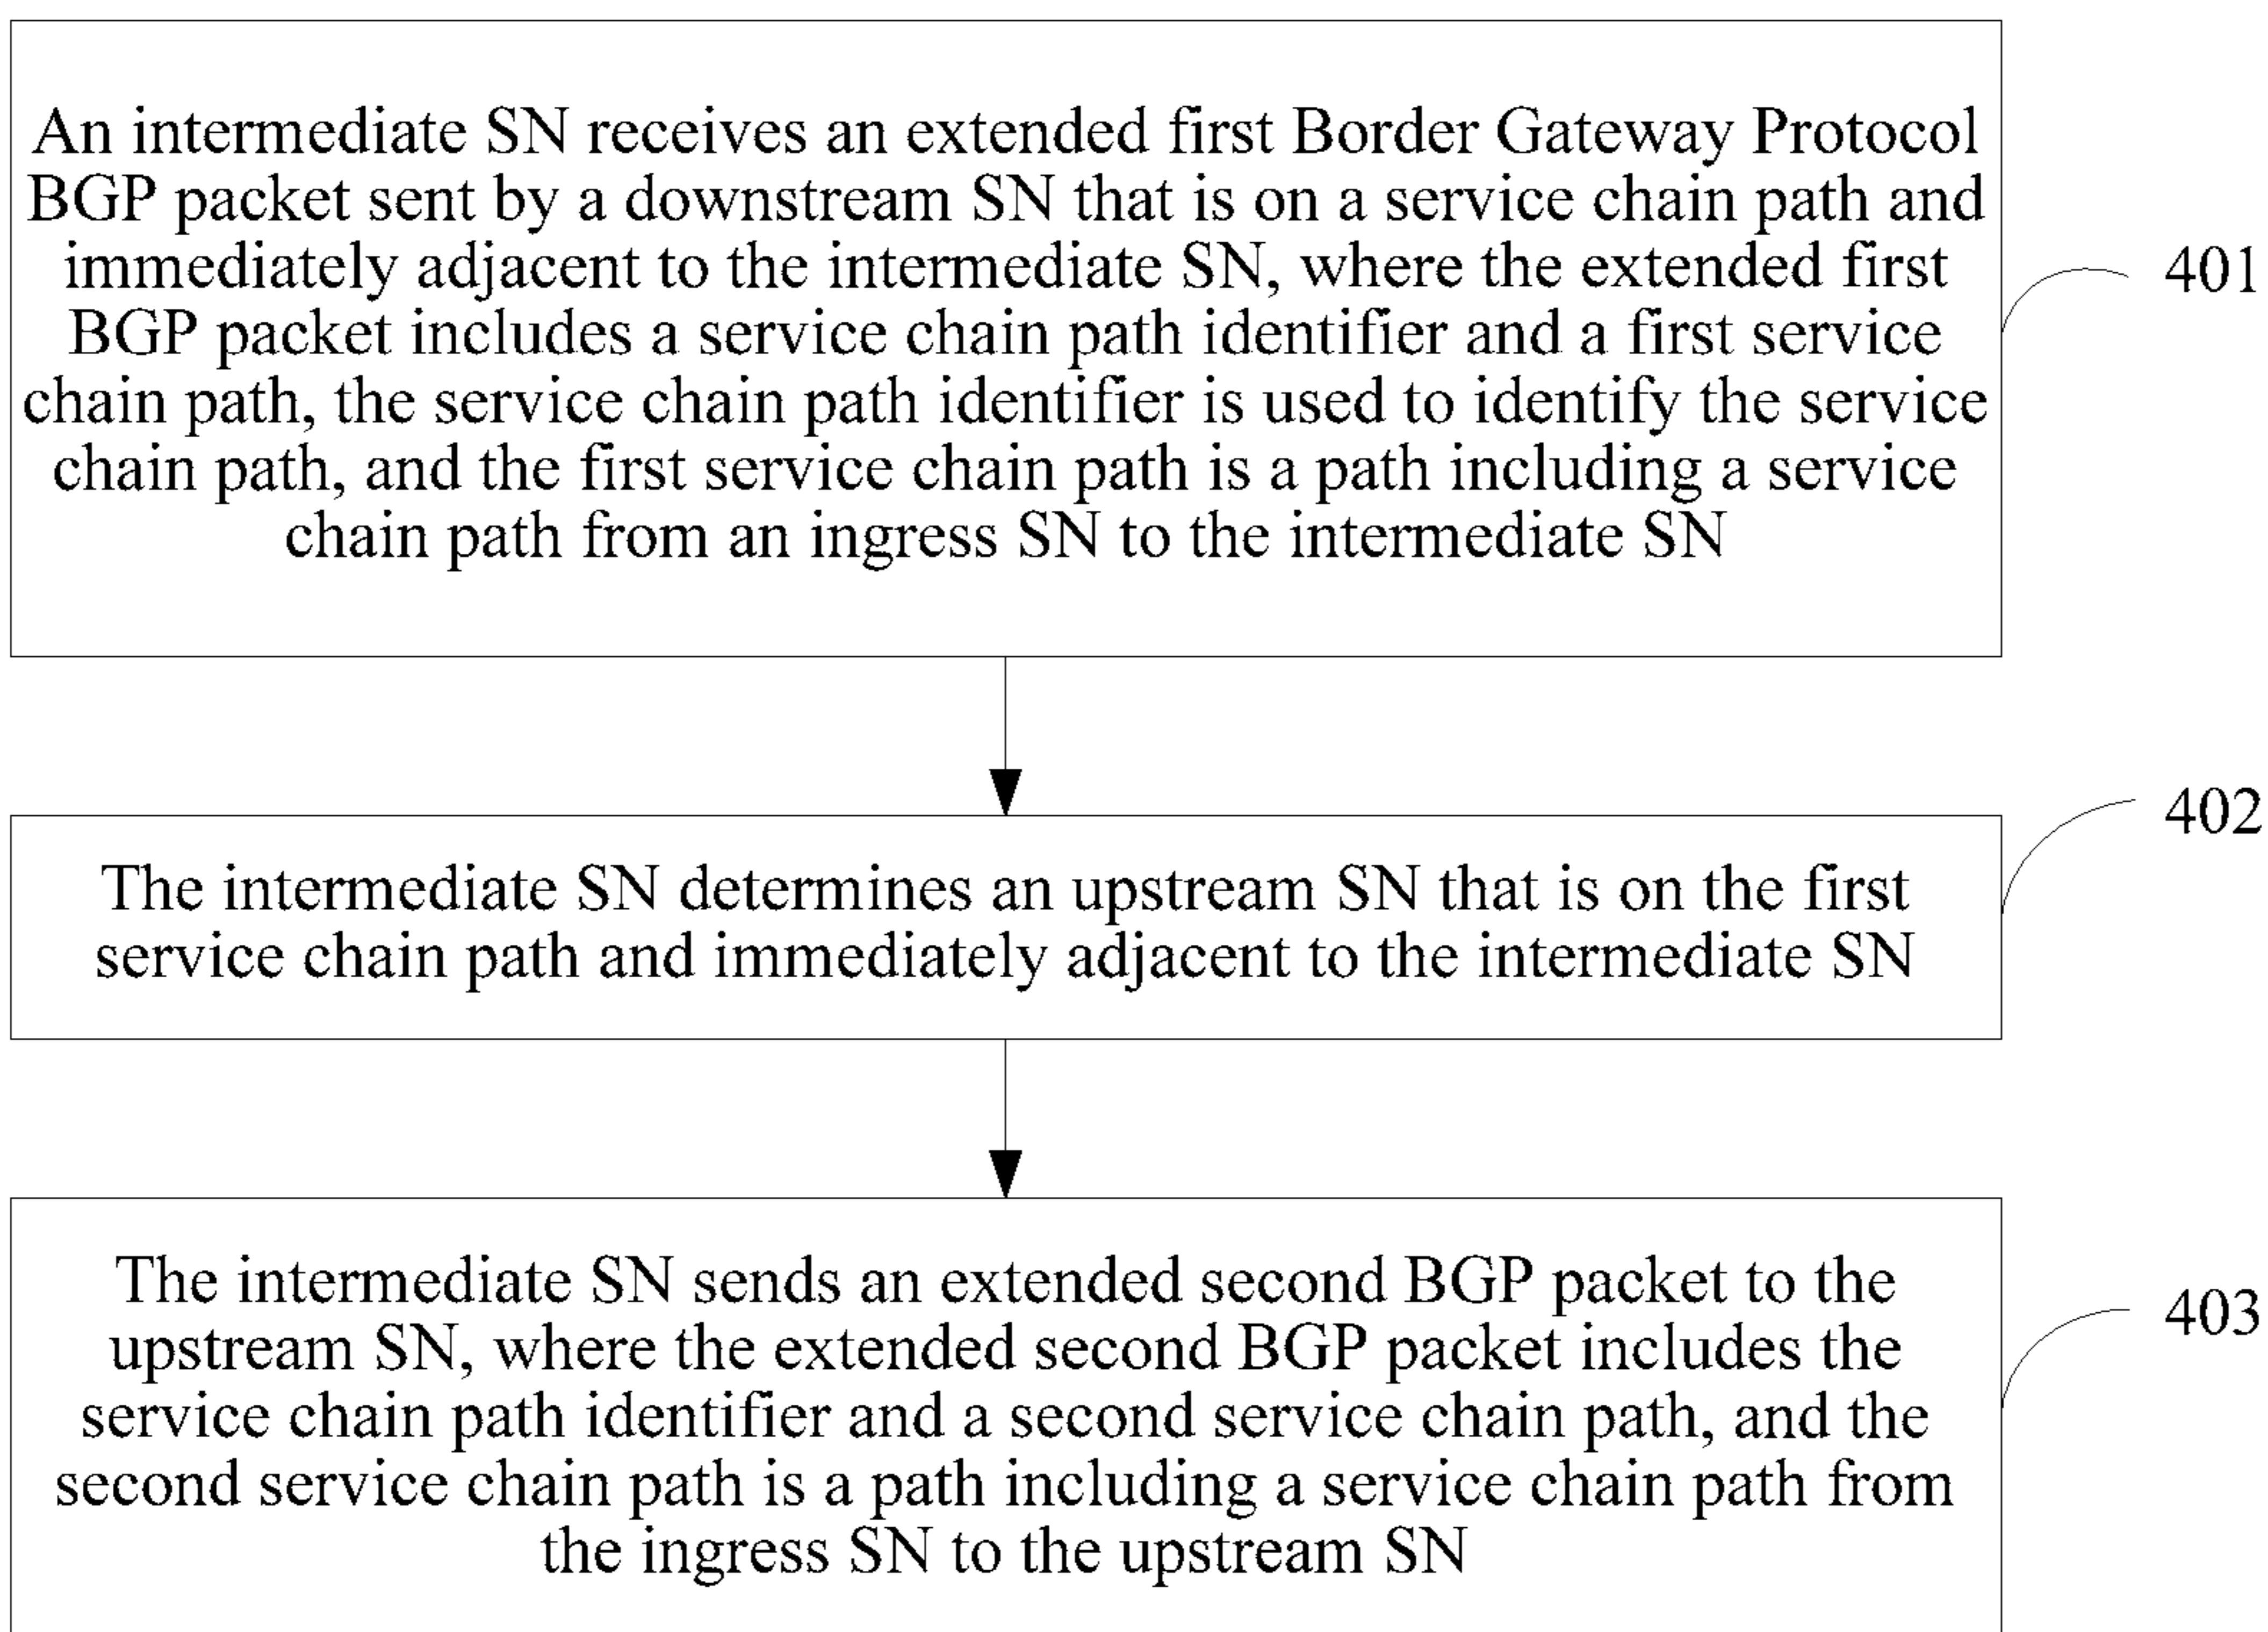 An intermediate SN receives an extended first Border Gateway Protocol
BGP packet sent by a downstream SN that is on a service chain path and
immediately adjacent to the intermediate SN, where the extended first
BGP packet includes a service chain path identifier and a first service
chain path, the service chain path identifier is used to identify the service
chain path, and the first service chain path is a path including a service
chain path from an ingress SN to the intermediate SN
401
The intermediate SN determines an upstream SN that is on the first
service chain path and immediately adjacent to the intermediate SN
402
The intermediate SN sends an extended second BGP packet to the
upstream SN, where the extended second BGP packet includes the
service chain path identifier and a second service chain path, and the
second service chain path is a path including a service chain path from
the ingress SN to the upstream SN
403